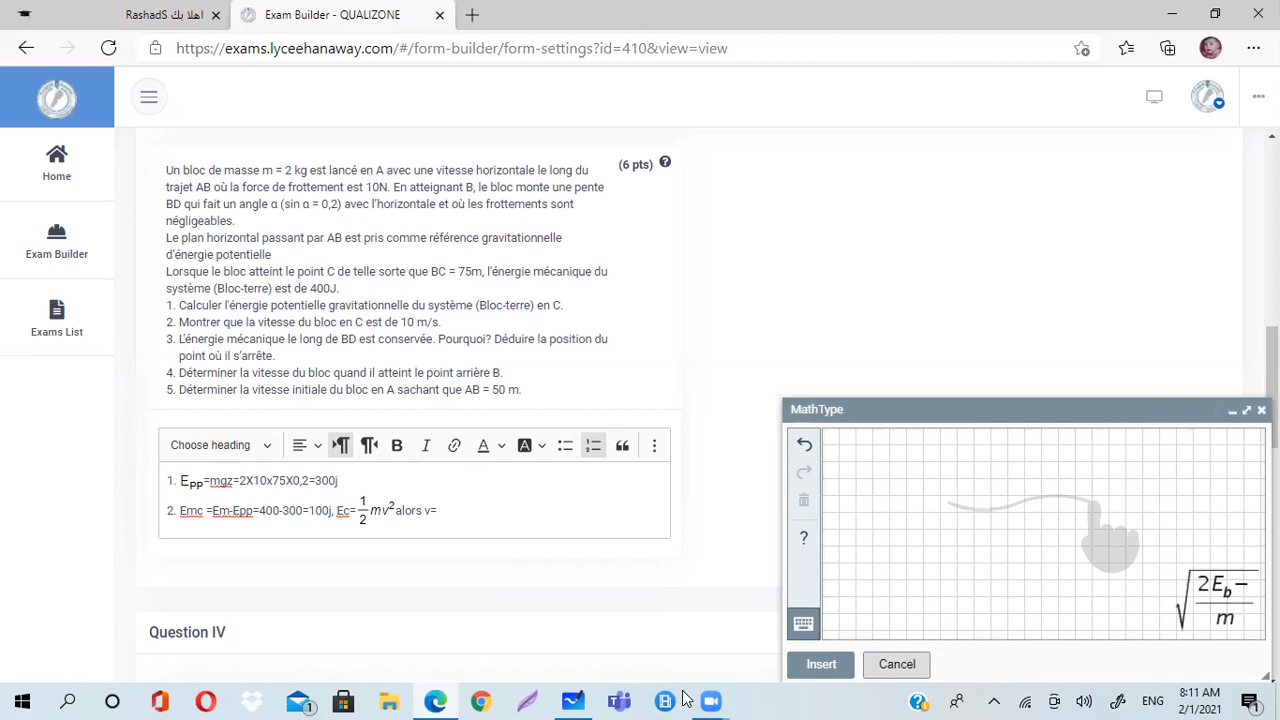 RashadS أهلا بك
Exam Builder - QUALIZONE
https://exams.lyceehanaway.com/#/form-builder/form-settings?id=410&view=view
Home
Exam Builder
Exams List
Un bloc de masse m = 2 kg est lancé en A avec une vitesse horizontale le long du
(6 pts)
trajet AB où la force de frottement est 10N. En atteignant B, le bloc monte une pente
BD qui fait un angle α (sin α = 0,2) avec l’horizontale et où les frottements sont
négligeables.
Le plan horizontal passant par AB est pris comme référence gravitationnelle
d’énergie potentielle
Lorsque le bloc atteint le point C de telle sorte que BC = 75m, l’énergie mécanique du
système (Bloc-terre) est de 400J.
1. Calculer l'énergie potentielle gravitationnelle du système (Bloc-terre) en C.
2. Montrer que la vitesse du bloc en C est de 10 m/s.
3. L'énergie mécanique le long de BD est conservée. Pourquoi? Déduire la position du
point où il s’arrête.
4. Déterminer la vitesse du bloc quand il atteint le point arrière B.
5. Déterminer la vitesse initiale du bloc en A sachant que AB = 50 m.
MathType
Choose heading
1. EPP=mgz=2X10x75X0,2=300j
2. Emc =Em-Epp=400-300=100j, Ec=1/2 mv² alors v=
√(2E_b−/m)
Insert
Cancel
Question IV
ENG
8:11 AM
2/1/2021